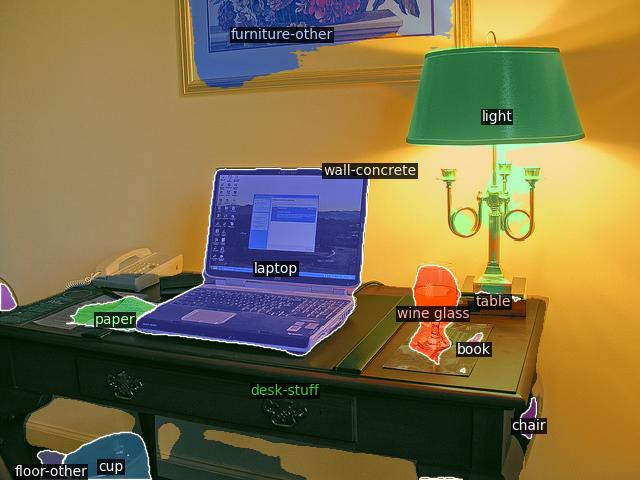 furniture-other
light
wall-concrete
laptop
table
wine glass
paper
book
desk-stuff
chair
floor-other
cup